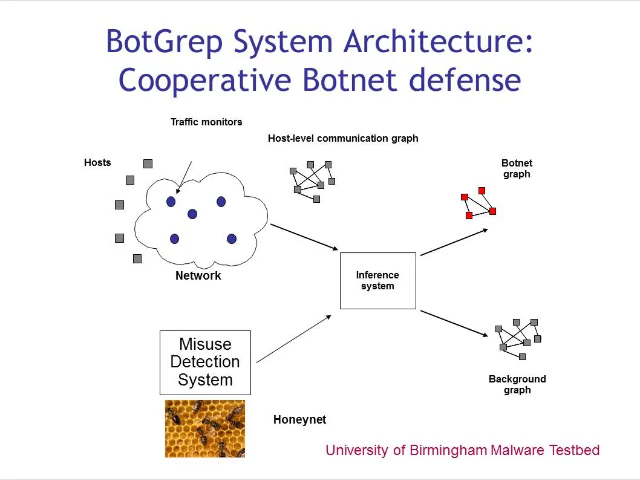 BotGrep System Architecture:
Cooperative Botnet defense
Traffic monitors
Host-level communication graph
Hosts
Botnet
graph
Network
Inference
system
Misuse
Detection
System
Background
graph
Honeynet
University of Birmingham Malware Testbed